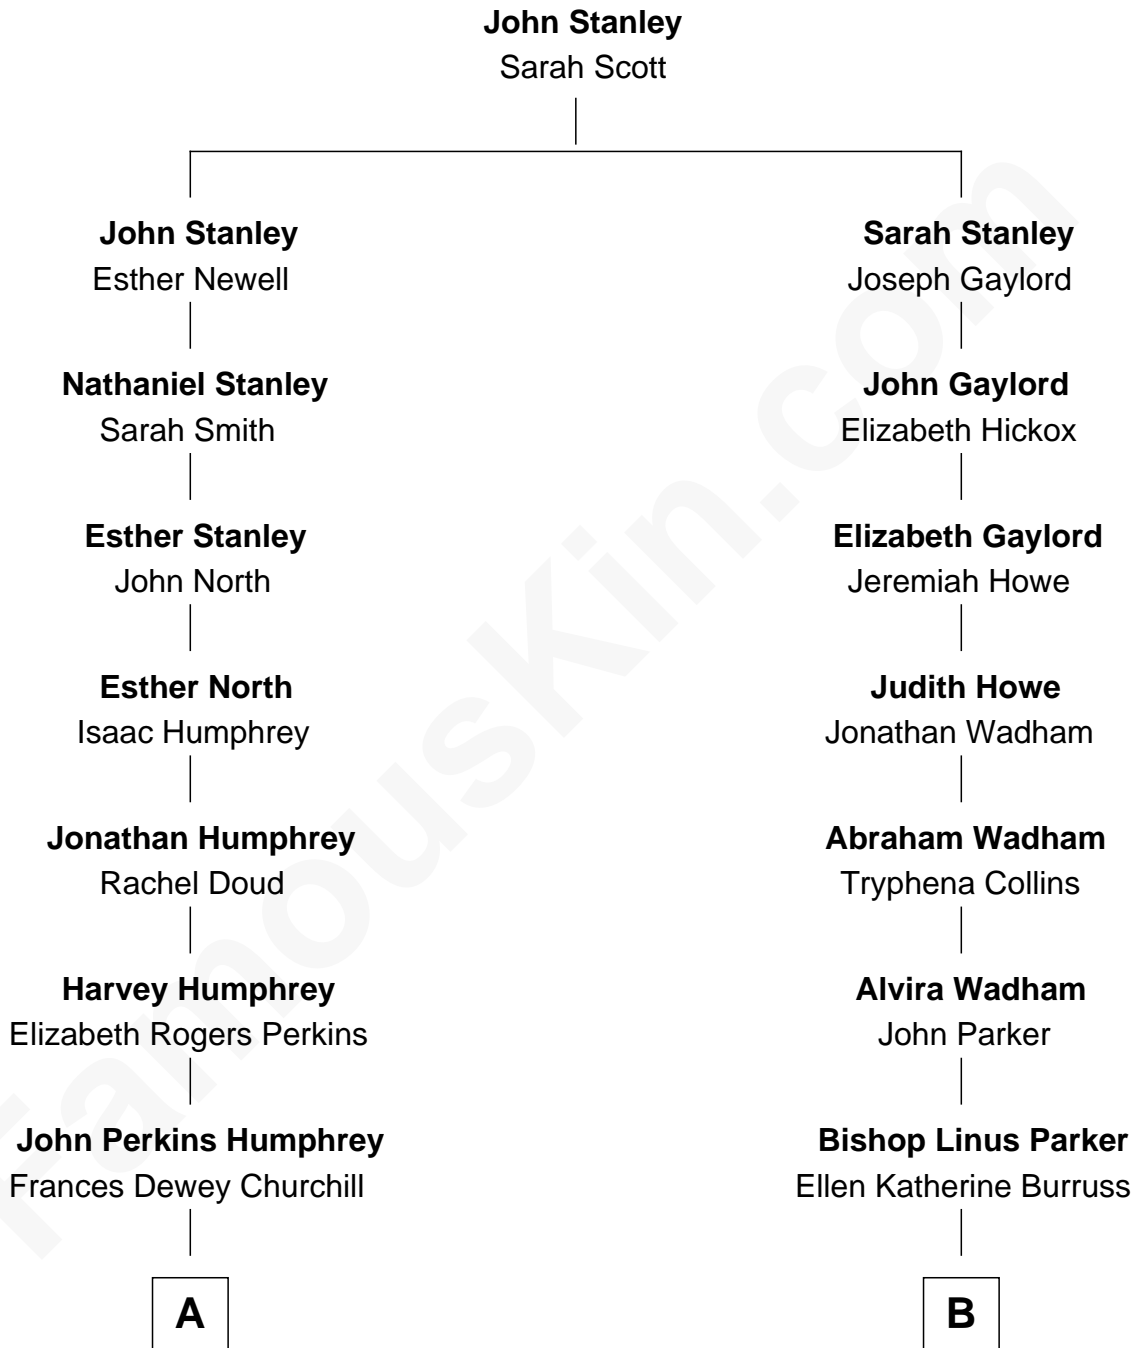 John Stanley
Sarah Scott
John Stanley
Esther Newell
Nathaniel Stanley
Sarah Smith
Esther Stanley
John North
Esther North
Isaac Humphrey
Jonathan Humphrey
Rachel Doud
Harvey Humphrey
Elizabeth Rogers Perkins
John Perkins Humphrey
Frances Dewey Churchill
A
Sarah Stanley
Joseph Gaylord
John Gaylord
Elizabeth Hickox
Elizabeth Gaylord
Jeremiah Howe
Judith Howe
Jonathan Wadham
Abraham Wadham
Tryphena Collins
Alvira Wadham
John Parker
Bishop Linus Parker
Ellen Katherine Burruss
B
FamousKin.com